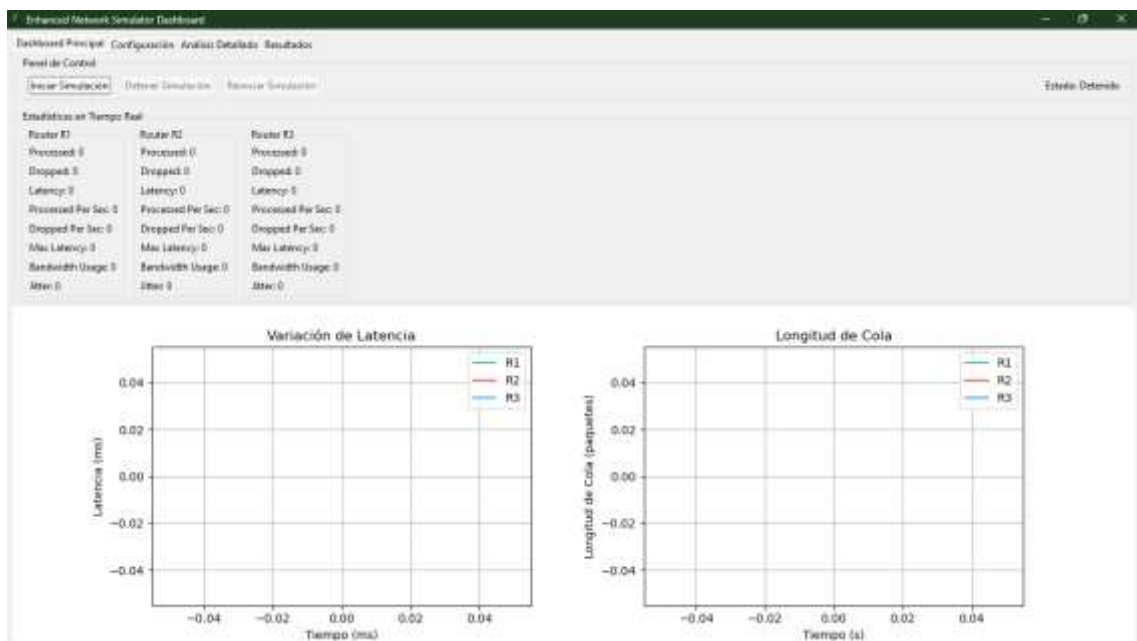 Enhanced Network Simulator Dashboard
Dashboard Principal Configuración Análisis Detallado Resultados
Panel de Control
Iniciar Simulación Detener Simulación Reiniciar Simulación Estado: Detenido
Estadísticas en Tiempo Real
Router R1 Router R2 Router R3
Processed: 0 Processed: 0 Processed: 0
Dropped: 0 Dropped: 0 Dropped: 0
Latency: 0 Latency: 0 Latency: 0
Processed Per Sec: 0 Processed Per Sec: 0 Processed Per Sec: 0
Dropped Per Sec: 0 Dropped Per Sec: 0 Dropped Per Sec: 0
Max Latency: 0 Max Latency: 0 Max Latency: 0
Bandwidth Usage: 0 Bandwidth Usage: 0 Bandwidth Usage: 0
Jitter: 0 Jitter: 0 Jitter: 0
Variación de Latencia
R1
R2
R3
0.04
0.02
0.00
−0.02
−0.04
Latencia (ms)
−0.04 −0.02 0.00 0.02 0.04
Tiempo (ms)
Longitud de Cola
R1
R2
R3
0.04
0.02
0.00
−0.02
−0.04
Longitud de Cola (paquetes)
−0.04 −0.02 0.00 0.02 0.04
Tiempo (s)